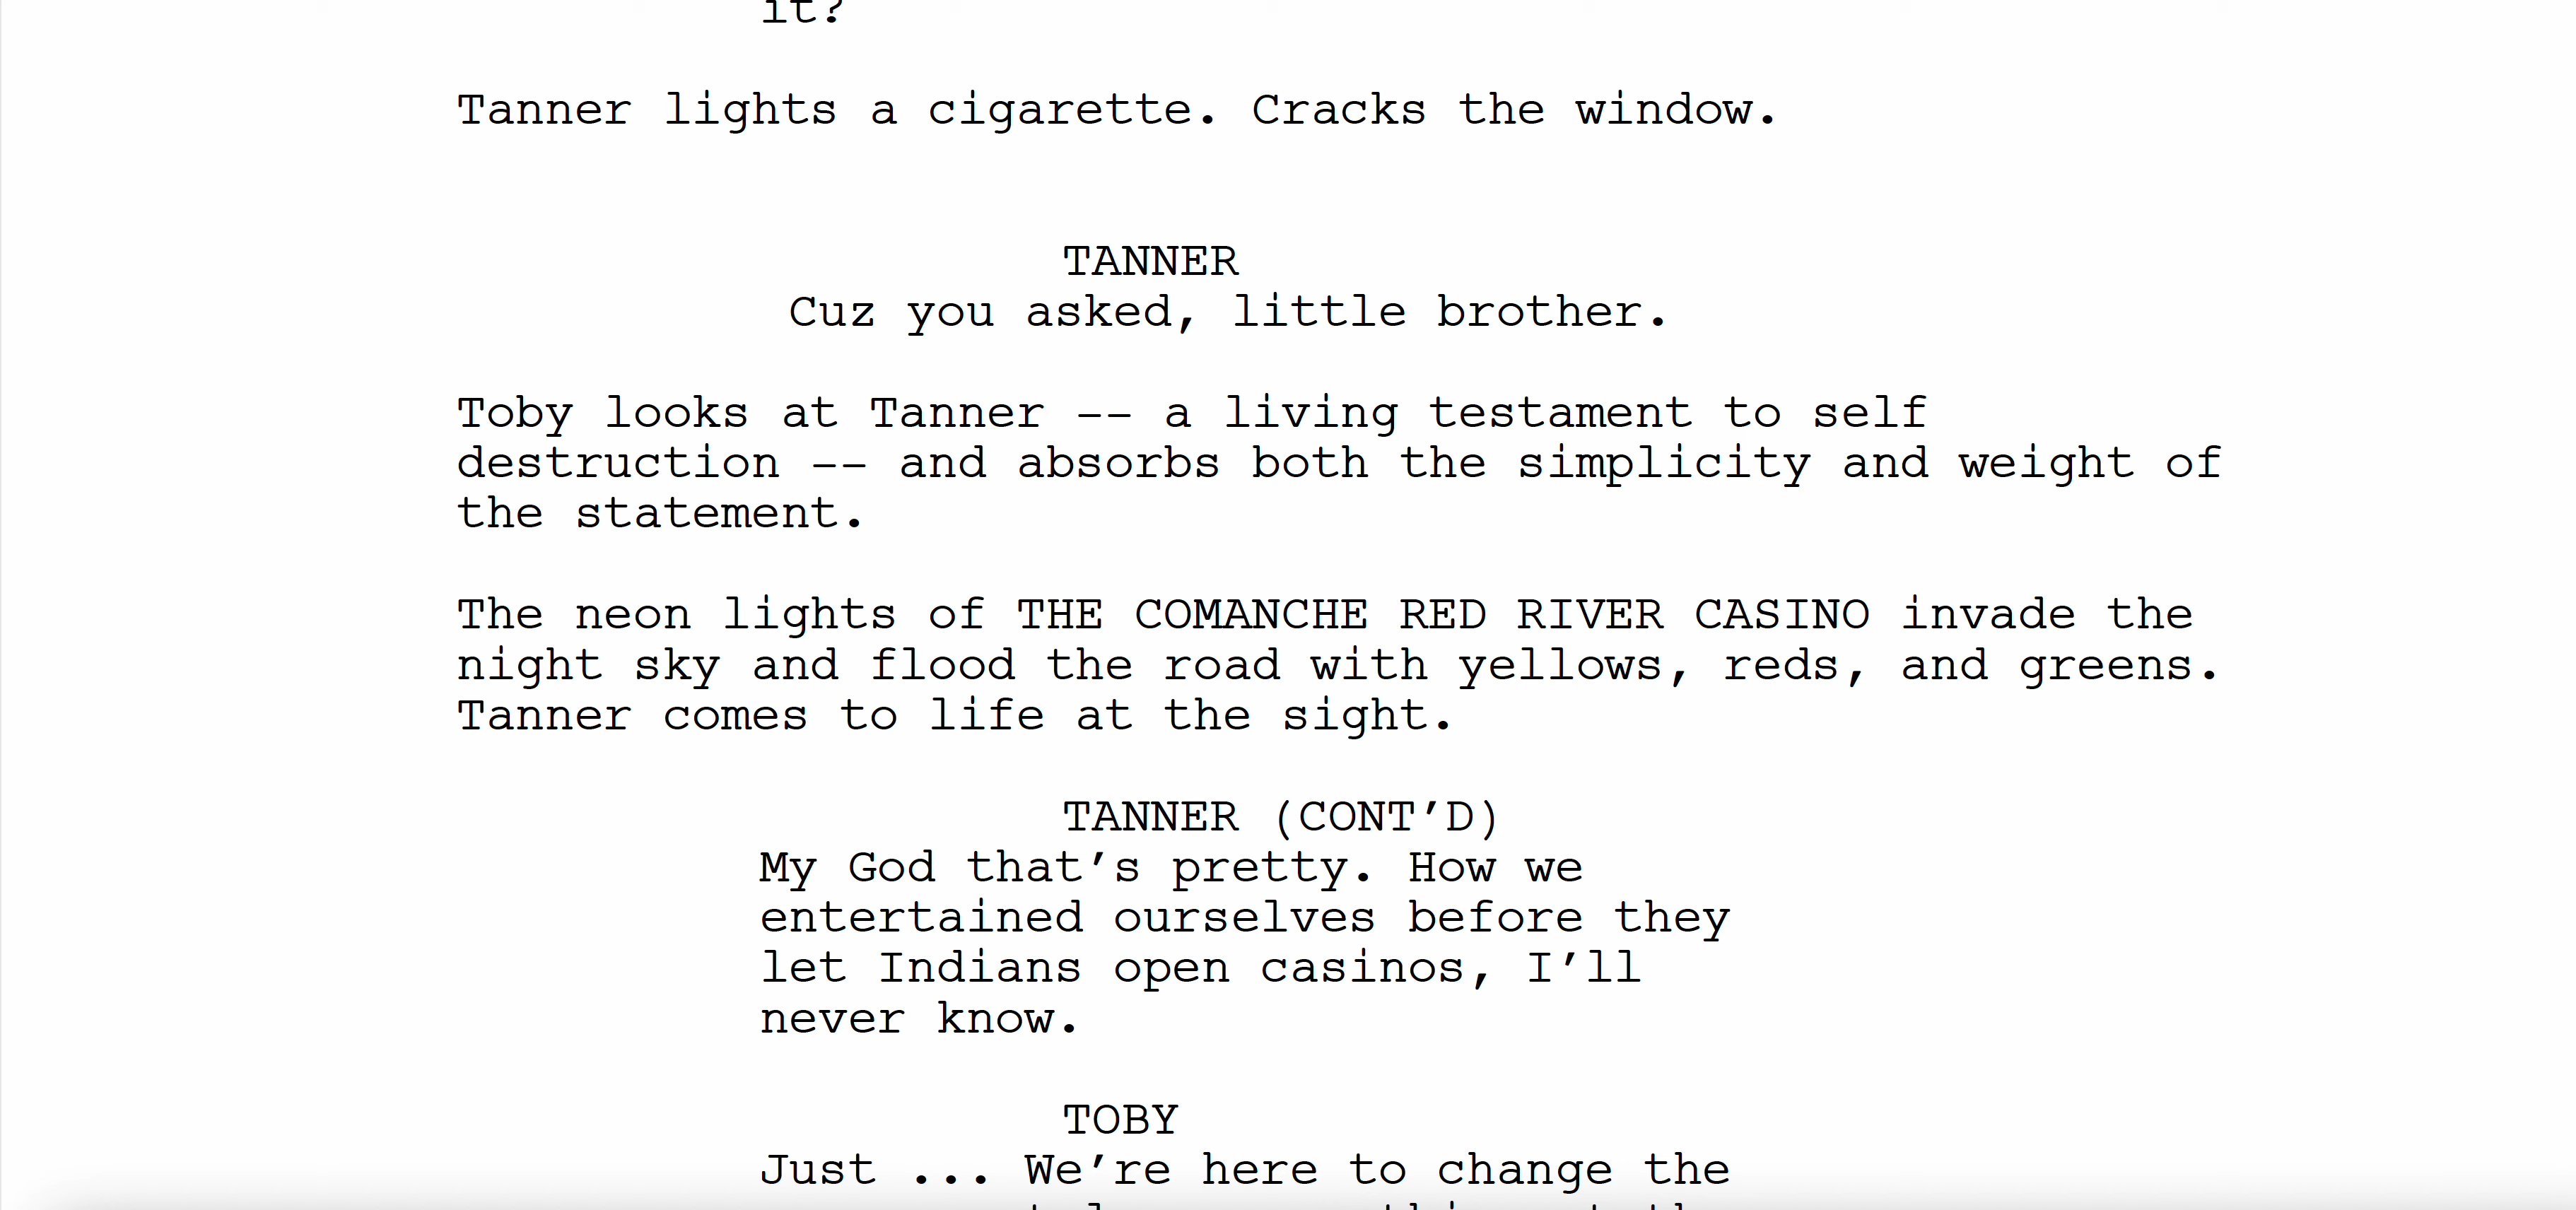 it?
Tanner lights a cigarette. Cracks the window.
TANNER
Cuz you asked, little brother.
Toby looks at Tanner -- a living testament to self
destruction -- and absorbs both the simplicity and weight of
the statement.
The neon lights of THE COMANCHE RED RIVER CASINO invade the
night sky and flood the road with yellows, reds, and greens.
Tanner comes to life at the sight.
TANNER (CONT’D)
My God that’s pretty. How we
entertained ourselves before they
let Indians open casinos, I’ll
never know.
TOBY
Just ... We’re here to change the